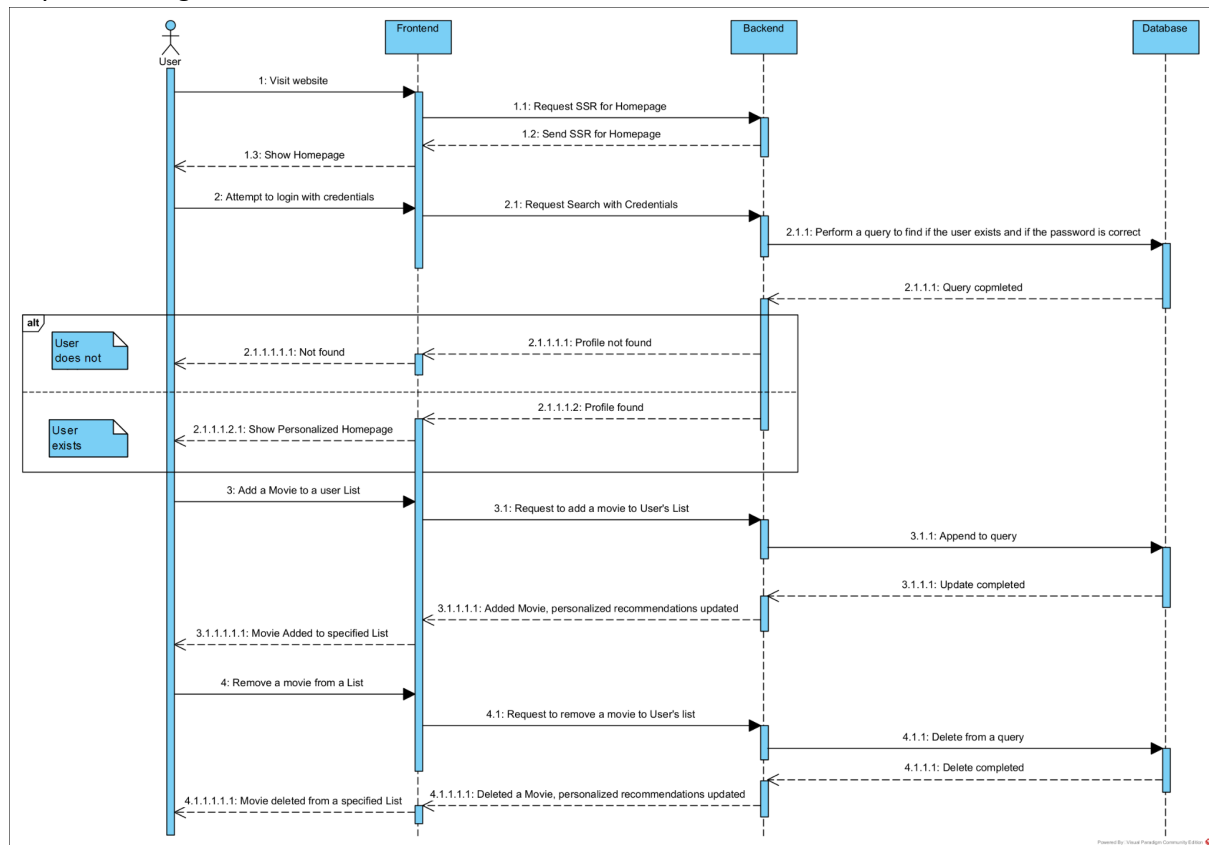 User
Frontend
Backend
Database
1: Visit website
1.1: Request SSR for Homepage
1.2: Send SSR for Homepage
1.3: Show Homepage
2: Attempt to login with credentials
2.1: Request Search with Credentials
2.1.1: Perform a query to find if the user exists and if the password is correct
2.1.1.1: Query copmleted
alt
User
does not
2.1.1.1.1: Profile not found
2.1.1.1.1.1: Not found
2.1.1.1.2: Profile found
User
exists
2.1.1.1.2.1: Show Personalized Homepage
3: Add a Movie to a user List
3.1: Request to add a movie to User's List
3.1.1: Append to query
3.1.1.1: Update completed
3.1.1.1.1: Added Movie, personalized recommendations updated
3.1.1.1.1.1: Movie Added to specified List
4: Remove a movie from a List
4.1: Request to remove a movie to User's list
4.1.1: Delete from a query
4.1.1.1: Delete completed
4.1.1.1.1: Deleted a Movie, personalized recommendations updated
4.1.1.1.1.1: Movie deleted from a specified List
Powered By: Visual Paradigm Community Edition